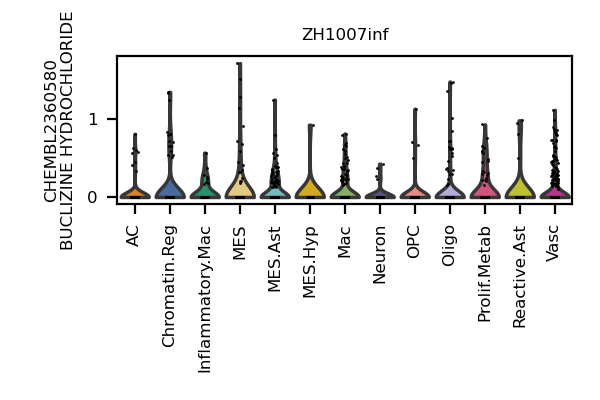 ZH1007inf
CHEMBL2360580
BUCLIZINE HYDROCHLORIDE
1
0
AC
Chromatin.Reg
Inflammatory.Mac
MES
MES.Ast
MES.Hyp
Mac
Neuron
OPC
Oligo
Prolif.Metab
Reactive.Ast
Vasc